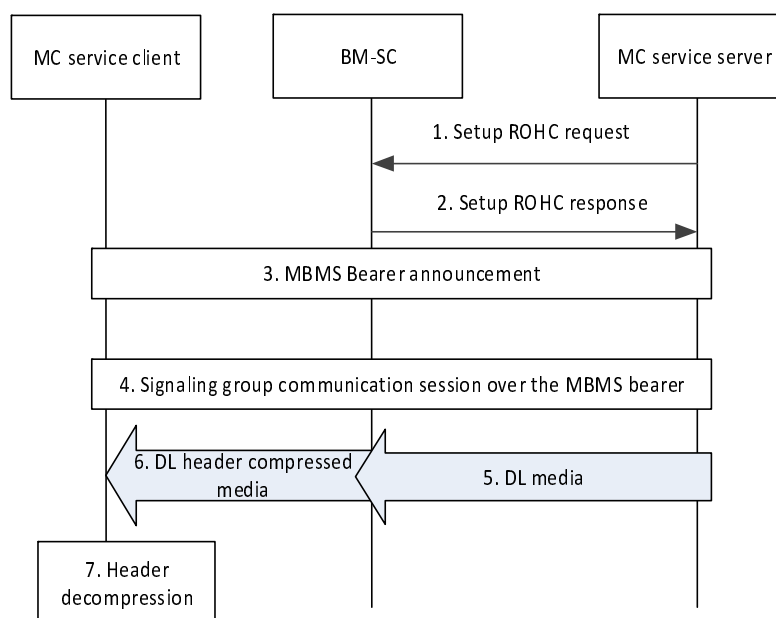 MC service client
BM-SC
MC service server
1. Setup ROHC request
2. Setup ROHC response
3. MBMS Bearer announcement
4. Signaling group communication session over the MBMS bearer
6. DL header compressed
media
5. DL media
7. Header
decompression